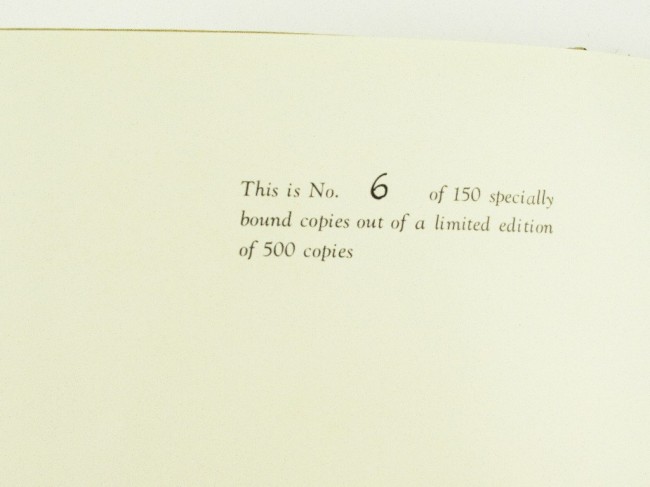 This is No. 6 of 150 specially
bound copies out of a limited edition
of 500 copies